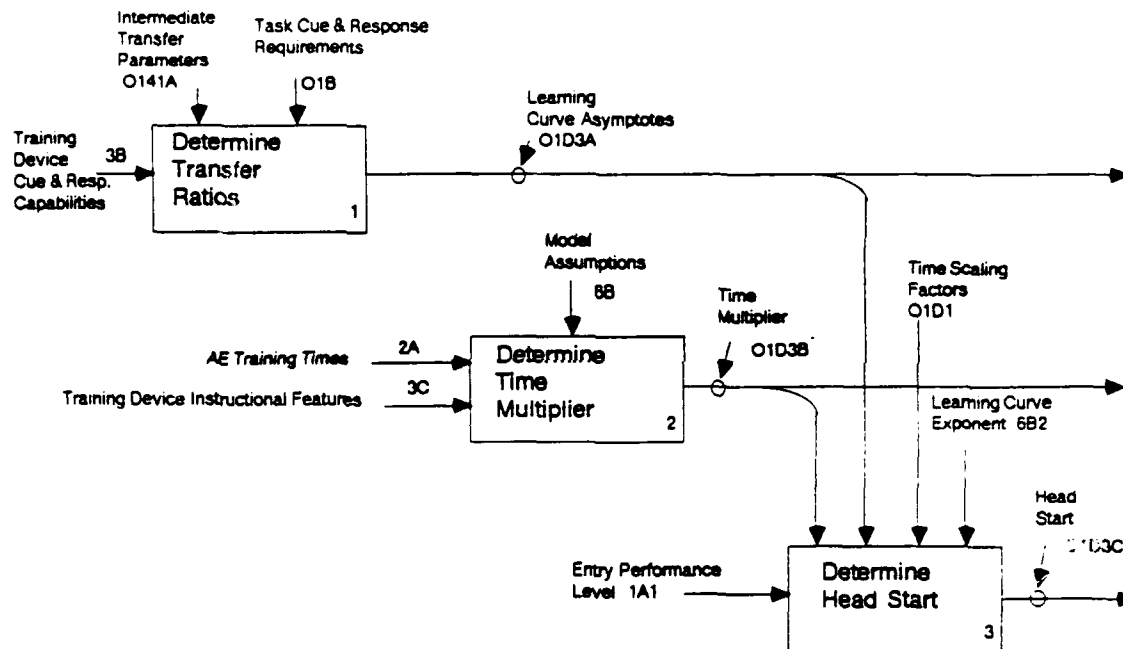 Intermediate
Transfer
Parameters
O141A
Task Cue & Response
Requirements
O1B
Training
Device
Cue & Resp.
Capabilities
3B
Determine
Transfer
Ratios
1
Learning
Curve Asymptotes
O1D3A
Model
Assumptions
6B
Time
Multiplier
O1D3B
Time Scaling
Factors
O1D1
AE Training Times
2A
Training Device Instructional Features
3C
Determine
Time
Multiplier
2
Learning Curve
Exponent 6B2
Head
Start
Entry Performance
Level 1A1
Determine
Head Start
3